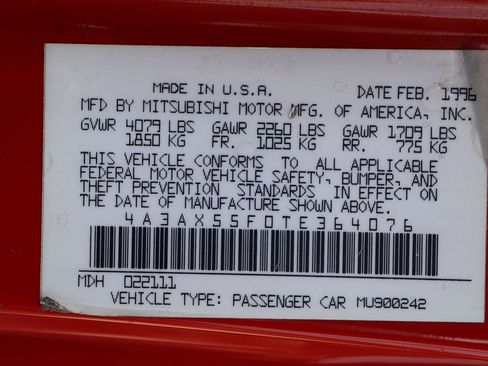 MADE IN U.S.A. DATE FEB. 1996
MFD BY MITSUBISHI MOTOR MFG. OF AMERICA, INC.
GVWR 4079 LBS GAWR 2260 LBS GAWR 1709 LBS
1850 KG FR. 1025 KG RR. 775 KG
THIS VEHICLE CONFORMS TO ALL APPLICABLE
FEDERAL MOTOR VEHICLE SAFETY, BUMPER, AND
THEFT PREVENTION STANDARDS IN EFFECT ON
THE DATE OF MANUFACTURE SHOWN ABOVE.
4A3AX55F0TE364076
MDH 022111
VEHICLE TYPE: PASSENGER CAR MU900242